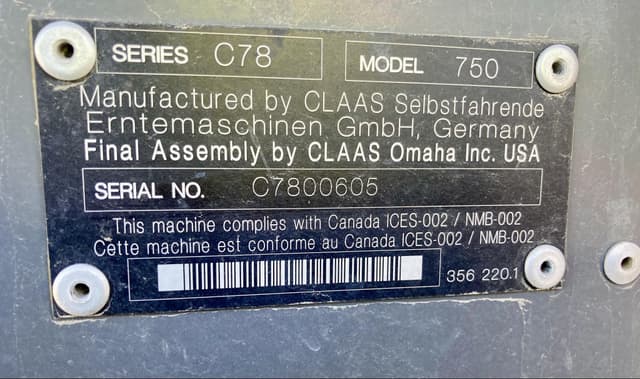 SERIES C78 MODEL 750
Manufactured by CLAAS Selbstfahrende
Erntemaschinen GmbH, Germany
Final Assembly by CLAAS Omaha Inc. USA
SERIAL NO. C7800605
This machine complies with Canada ICES-002 / NMB-002
Cette machine est conforme au Canada ICES-002 / NMB-002
356 220.1